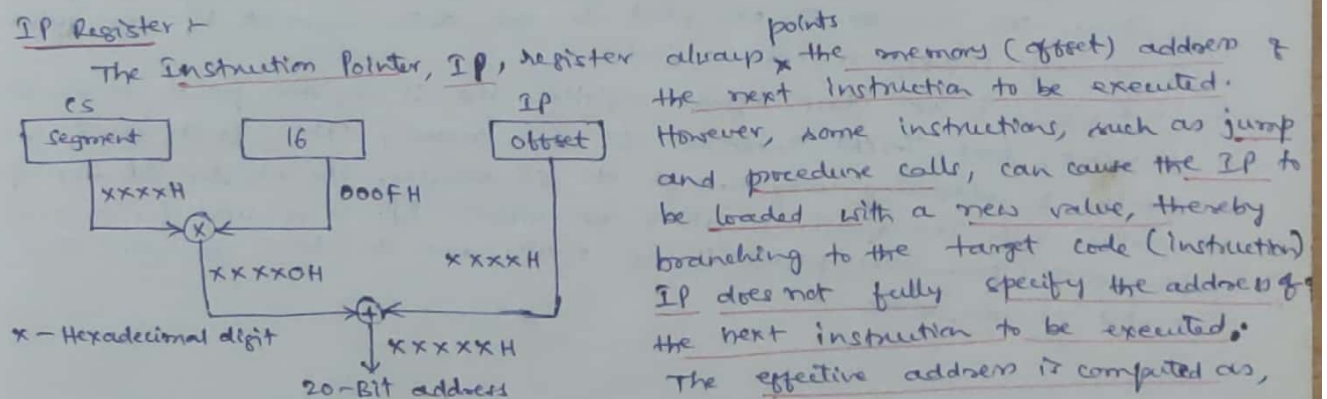 IP Register :-
The Instruction Pointer, IP, register always points the memory (offset) address of
the next instruction to be executed.
However, some instructions, such as jump
and procedure calls, can cause the IP to
be loaded with a new value, thereby
branching to the target code (instruction)
IP does not fully specify the address of
the next instruction to be executed.
The effective address is computed as,
CS
IP
segment
16
offset
XXXXH
000FH
X
XXXX0H
XXXXH
+
x - Hexadecimal digit
XXXXXH
20-Bit address